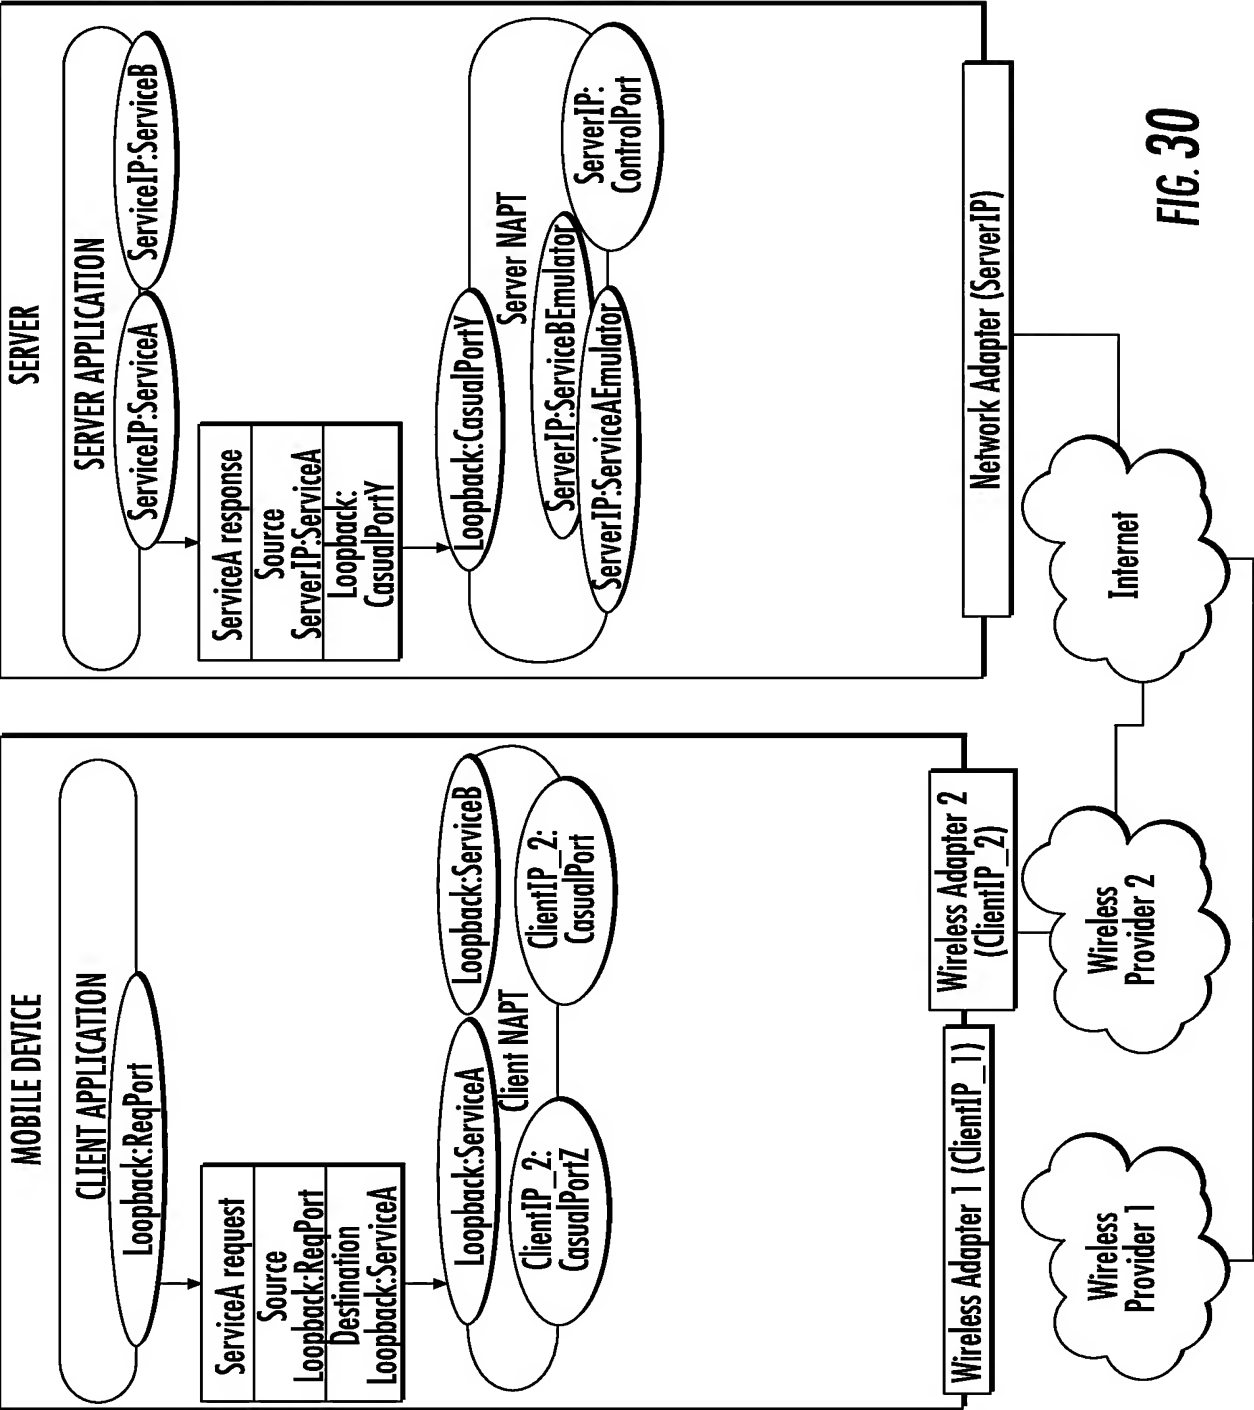 MOBILE DEVICE
CLIENT APPLICATION
Loopback:ReqPort
ServiceA request
Source
Loopback:ReqPort
Destination
Loopback:ServiceA
Loopback:ServiceA
Loopback:ServiceB
Client NAPT
ClientIP_2:
CasualPortZ
ClientIP_2:
CasualPort
Wireless Adapter 1 (ClientIP_1)
Wireless Adapter 2
(ClientIP_2)
Wireless
Provider 1
Wireless
Provider 2
SERVER
SERVER APPLICATION
ServiceIP:ServiceA
ServiceIP:ServiceB
ServiceA response
Source
ServerIP:ServiceA
Loopback:
CasualPortY
Loopback:CasualPortY
Server NAPT
ServerIP:ServiceBEmulator
ServerIP:ServiceAEmulator
ServerIP:
ControlPort
Network Adapter (ServerIP)
Internet
FIG. 30